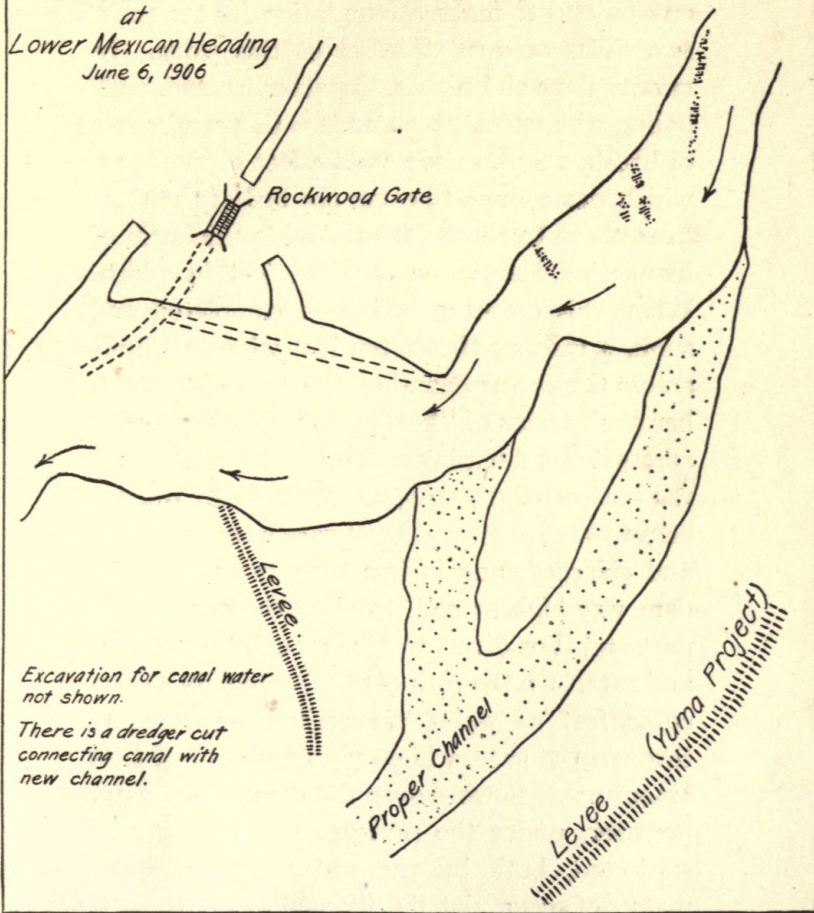 at
Lower Mexican Heading
June 6, 1906
Rockwood Gate
Levee.
Excavation for canal water
not shown.
There is a dredger cut
connecting canal with
new channel.
Proper Channel
Levee (Yuma Project)